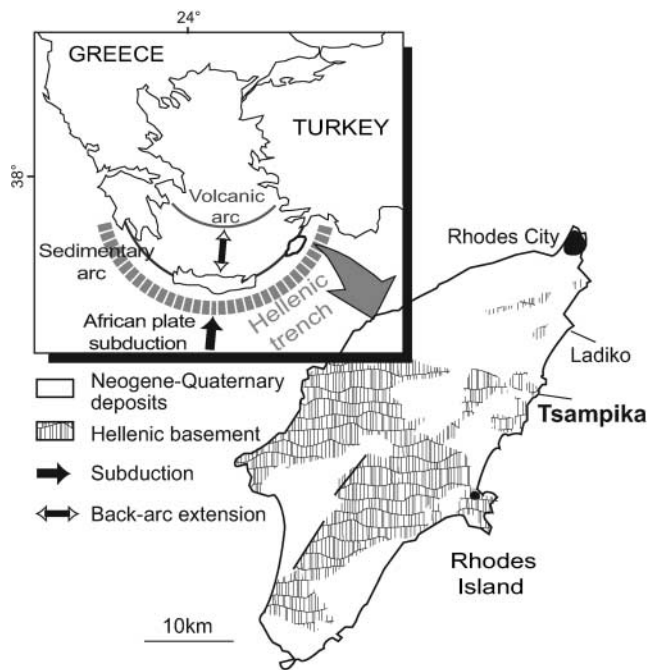 24°
GREECE
TURKEY
38°
Volcanic
arc
Sedimentary
arc
Hellenic
trench
African plate
subduction
Rhodes City
Ladiko
Tsampika
Neogene-Quaternary
deposits
Hellenic basement
Subduction
Back-arc extension
Rhodes
Island
10km